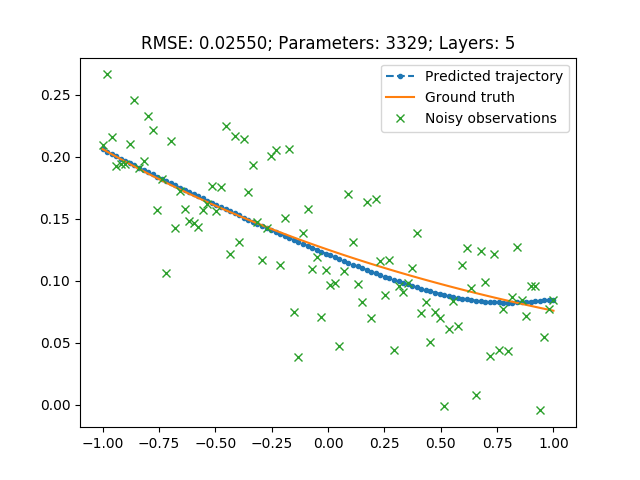 RMSE: 0.02550; Parameters: 3329; Layers: 5
Predicted trajectory
Ground truth
Noisy observations
0.25
0.20
0.15
0.10
0.05
0.00
−1.00 −0.75 −0.50 −0.25 0.00 0.25 0.50 0.75 1.00